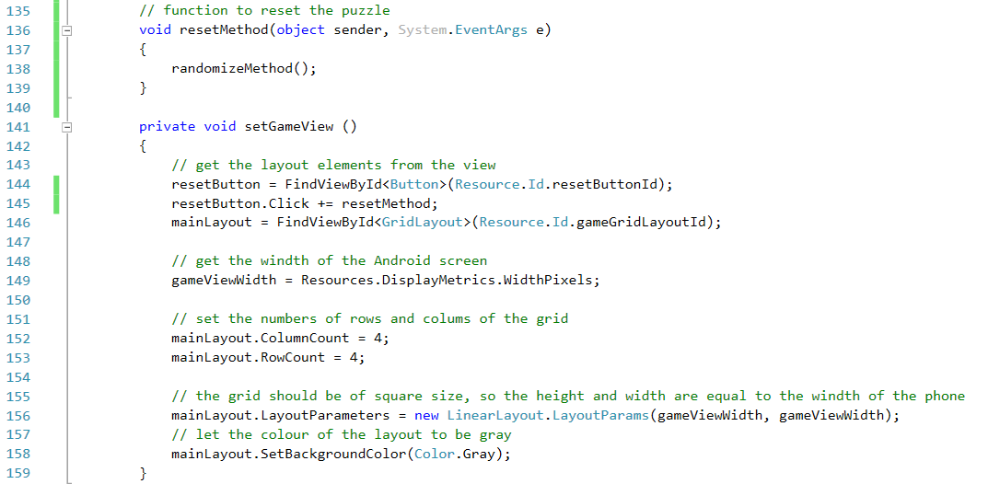 135 // function to reset the puzzle
136 void resetMethod(object sender, System.EventArgs e)
137 {
138 randomizeMethod();
139 }
140
141 private void setGameView ()
142 {
143 // get the layout elements from the view
144 resetButton = FindViewById<Button>(Resource.Id.resetButtonId);
145 resetButton.Click += resetMethod;
146 mainLayout = FindViewById<GridLayout>(Resource.Id.gameGridLayoutId);
147
148 // get the windth of the Android screen
149 gameViewWidth = Resources.DisplayMetrics.WidthPixels;
150
151 // set the numbers of rows and colums of the grid
152 mainLayout.ColumnCount = 4;
153 mainLayout.RowCount = 4;
154
155 // the grid should be of square size, so the height and width are equal to the windth of the phone
156 mainLayout.LayoutParameters = new LinearLayout.LayoutParams(gameViewWidth, gameViewWidth);
157 // let the colour of the layout to be gray
158 mainLayout.SetBackgroundColor(Color.Gray);
159 }